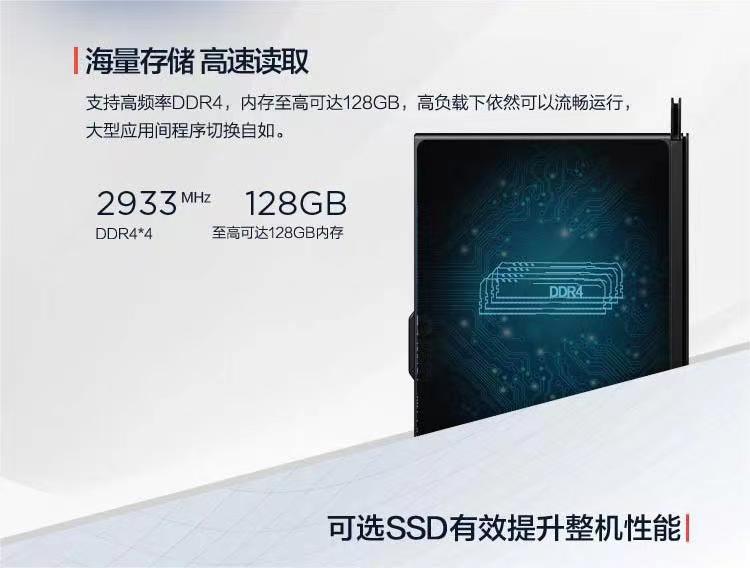 海量存储 高速读取
支持高频率DDR4，内存至高可达128GB，高负载下依然可以流畅运行，
大型应用间程序切换自如。
2933 MHz 128GB
DDR4*4 至高可达128GB内存
DDR4
可选SSD有效提升整机性能